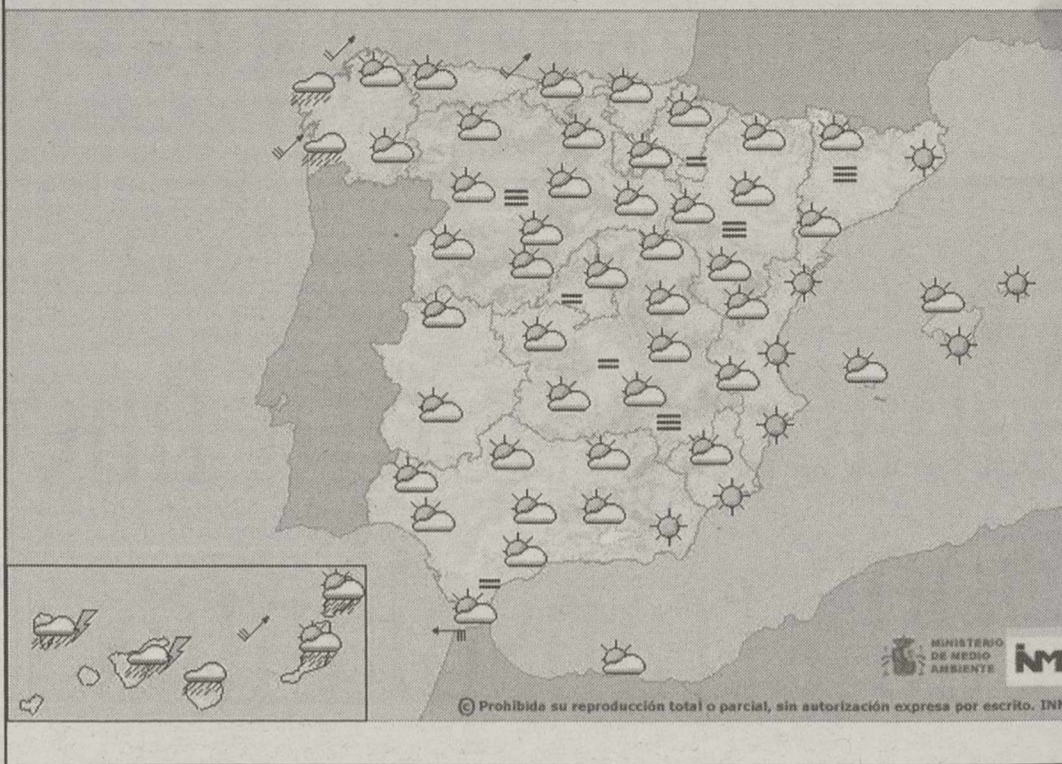 MINISTERIO
DE MEDIO
AMBIENTE
INM
© Prohibida su reproducción total o parcial, sin autorización expresa por escrito. INM